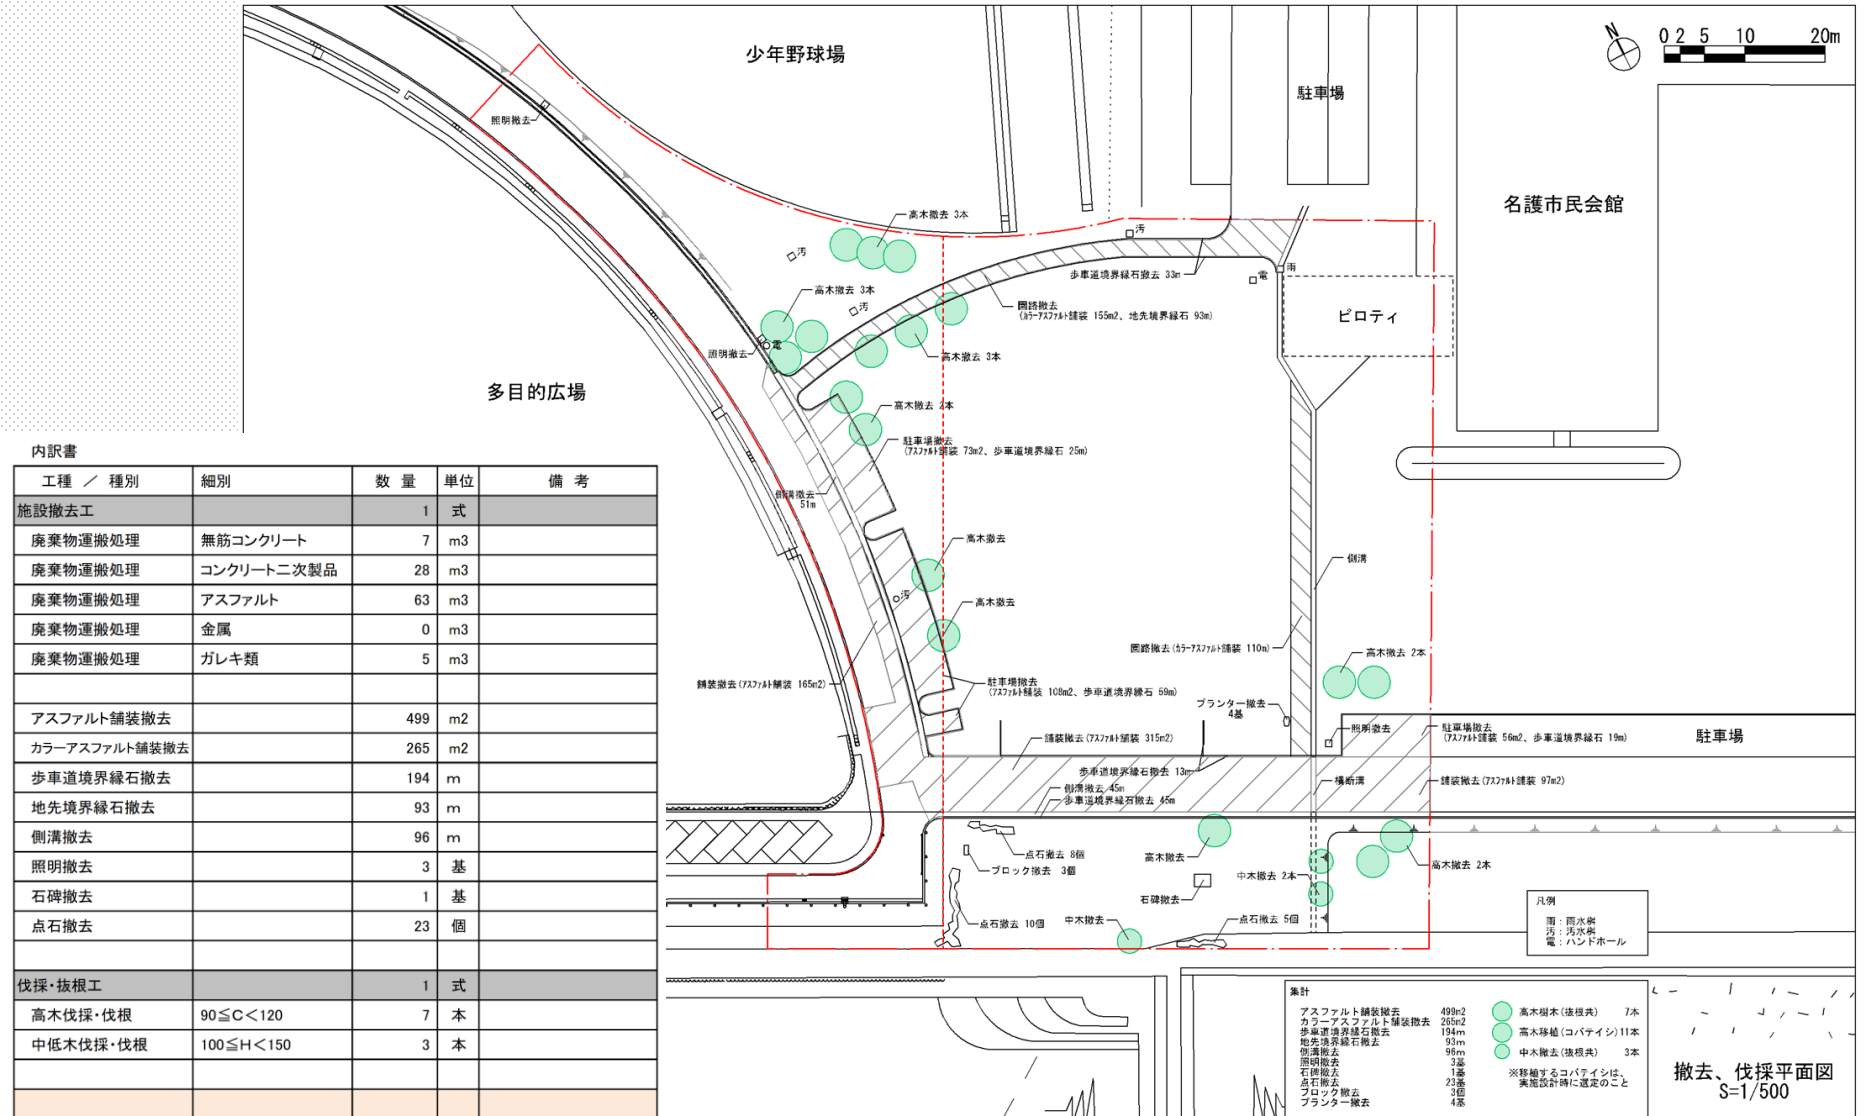 少年野球場
駐車場
N
0 2 5 10 20m
名護市民会館
照明撤去
高木撤去 3本
汚
汚
歩車道境界縁石撤去 33m
電
雨
高木撤去 3本
汚
園路撤去
(カラーアスファルト舗装 155m2、地先境界縁石 93m)
ピロティ
照明撤去
電
高木撤去 3本
多目的広場
高木撤去 2本
駐車場撤去
(アスファルト舗装 73m2、歩車道境界縁石 25m)
側溝撤去
51m
高木撤去
側溝
汚
高木撤去
園路撤去(カラーアスファルト舗装 110m)
高木撤去 2本
舗装撤去(アスファルト舗装 165m2)
駐車場撤去
(アスファルト舗装 108m2、歩車道境界縁石 59m)
プランター撤去
4基
舗装撤去(アスファルト舗装 315m2)
照明撤去
駐車場撤去
(アスファルト舗装 56m2、歩車道境界縁石 19m)
駐車場
歩車道境界縁石撤去 13m
側溝撤去 45m
歩車道境界縁石撤去 45m
横断溝
舗装撤去(アスファルト舗装 97m2)
点石撤去 8個
ブロック撤去 3個
高木撤去
中木撤去 2本
高木撤去 2本
石碑撤去
点石撤去 10個
中木撤去
点石撤去 5個
凡例
雨：雨水桝
汚：汚水桝
電：ハンドホール
内訳書
工種 ／ 種別 細別 数 量 単位 備 考
施設撤去工 1 式
廃棄物運搬処理 無筋コンクリート 7 m3
廃棄物運搬処理 コンクリート二次製品 28 m3
廃棄物運搬処理 アスファルト 63 m3
廃棄物運搬処理 金属 0 m3
廃棄物運搬処理 ガレキ類 5 m3
アスファルト舗装撤去 499 m2
カラーアスファルト舗装撤去 265 m2
歩車道境界縁石撤去 194 m
地先境界縁石撤去 93 m
側溝撤去 96 m
照明撤去 3 基
石碑撤去 1 基
点石撤去 23 個
伐採・抜根工 1 式
高木伐採・伐根 90≦C＜120 7 本
中低木伐採・伐根 100≦H＜150 3 本
集計
アスファルト舗装撤去 499m2
カラーアスファルト舗装撤去 265m2
歩車道境界縁石撤去 194m
地先境界縁石撤去 93m
側溝撤去 96m
照明撤去 3基
石碑撤去 1基
点石撤去 23基
ブロック撤去 3個
プランター撤去 4基
高木樹木(抜根共) 7本
高木移植(コバテイシ)11本
中木撤去(抜根共) 3本
※移植するコバテイシは、
実施設計時に選定のこと
撤去、伐採平面図
S=1/500